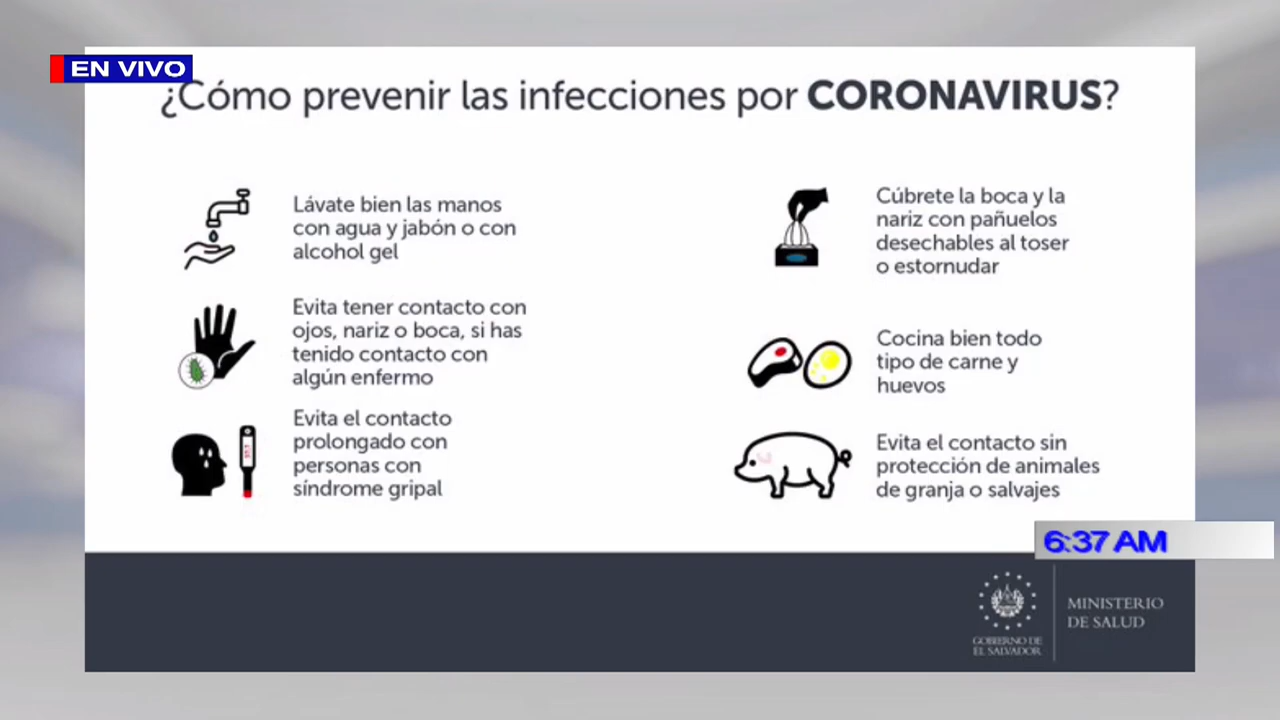 EN VIVO
¿Cómo prevenir las infecciones por CORONAVIRUS?
Lávate bien las manos
con agua y jabón o con
alcohol gel
Evita tener contacto con
ojos, nariz o boca, si has
tenido contacto con
algún enfermo
Evita el contacto
prolongado con
personas con
síndrome gripal
Cúbrete la boca y la
nariz con pañuelos
desechables al toser
o estornudar
Cocina bien todo
tipo de carne y
huevos
Evita el contacto sin
protección de animales
de granja o salvajes
6:37 AM
GOBIERNO DE
EL SALVADOR
MINISTERIO
DE SALUD